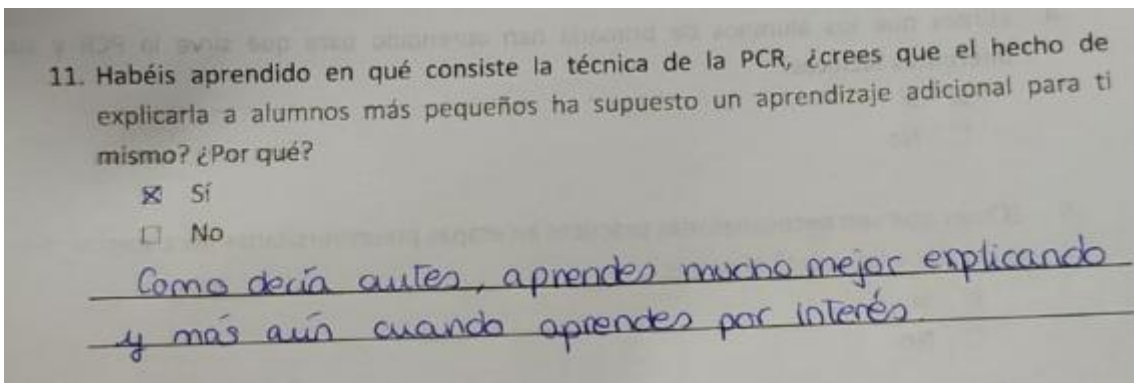 11. Habéis aprendido en qué consiste la técnica de la PCR, ¿crees que el hecho de
explicarla a alumnos más pequeños ha supuesto un aprendizaje adicional para ti
mismo? ¿Por qué?
☒ Sí
☐ No
Como decía antes, aprendes mucho mejor explicando
y más aún cuando aprendes por interés.